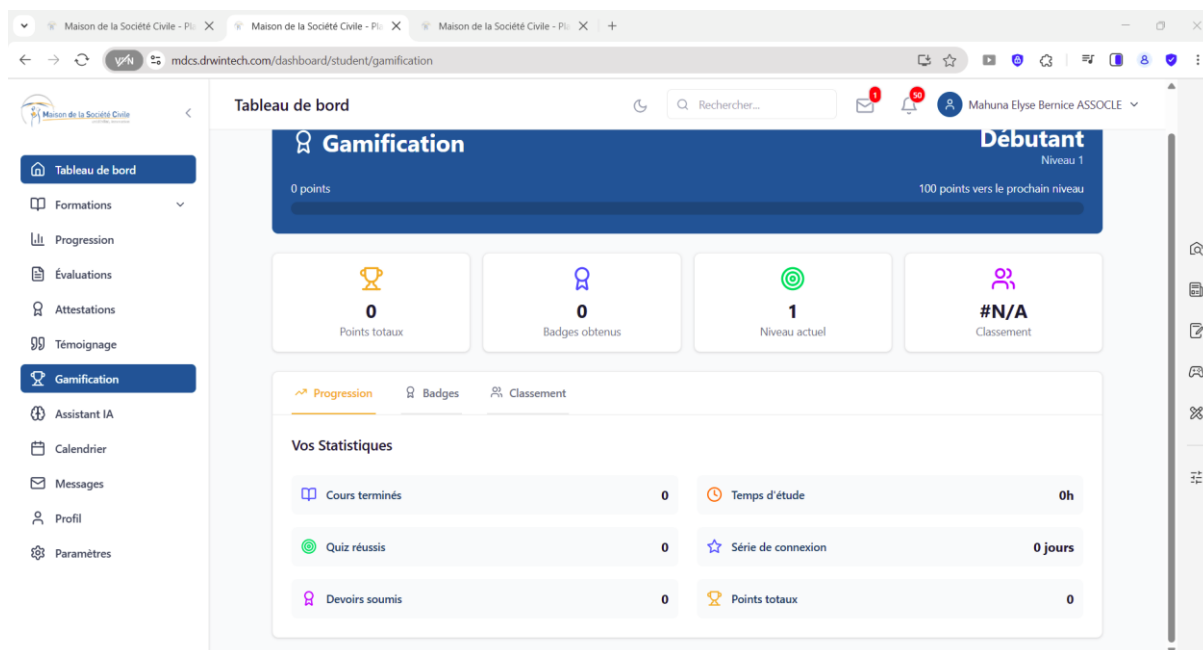 Maison de la Société Civile - Pla
Maison de la Société Civile - Pla
Maison de la Société Civile - Pla
VPN
mdcs.drwintech.com/dashboard/student/gamification
Maison de la Société Civile
Tableau de bord
Rechercher...
1
50
Mahuna Elyse Bernice ASSOCLE
Tableau de bord
Formations
Progression
Évaluations
Attestations
Témoignage
Gamification
Assistant IA
Calendrier
Messages
Profil
Paramètres
Gamification
Débutant
Niveau 1
0 points
100 points vers le prochain niveau
0
Points totaux
0
Badges obtenus
1
Niveau actuel
#N/A
Classement
Progression
Badges
Classement
Vos Statistiques
Cours terminés
0
Temps d'étude
0h
Quiz réussis
0
Série de connexion
0 jours
Devoirs soumis
0
Points totaux
0